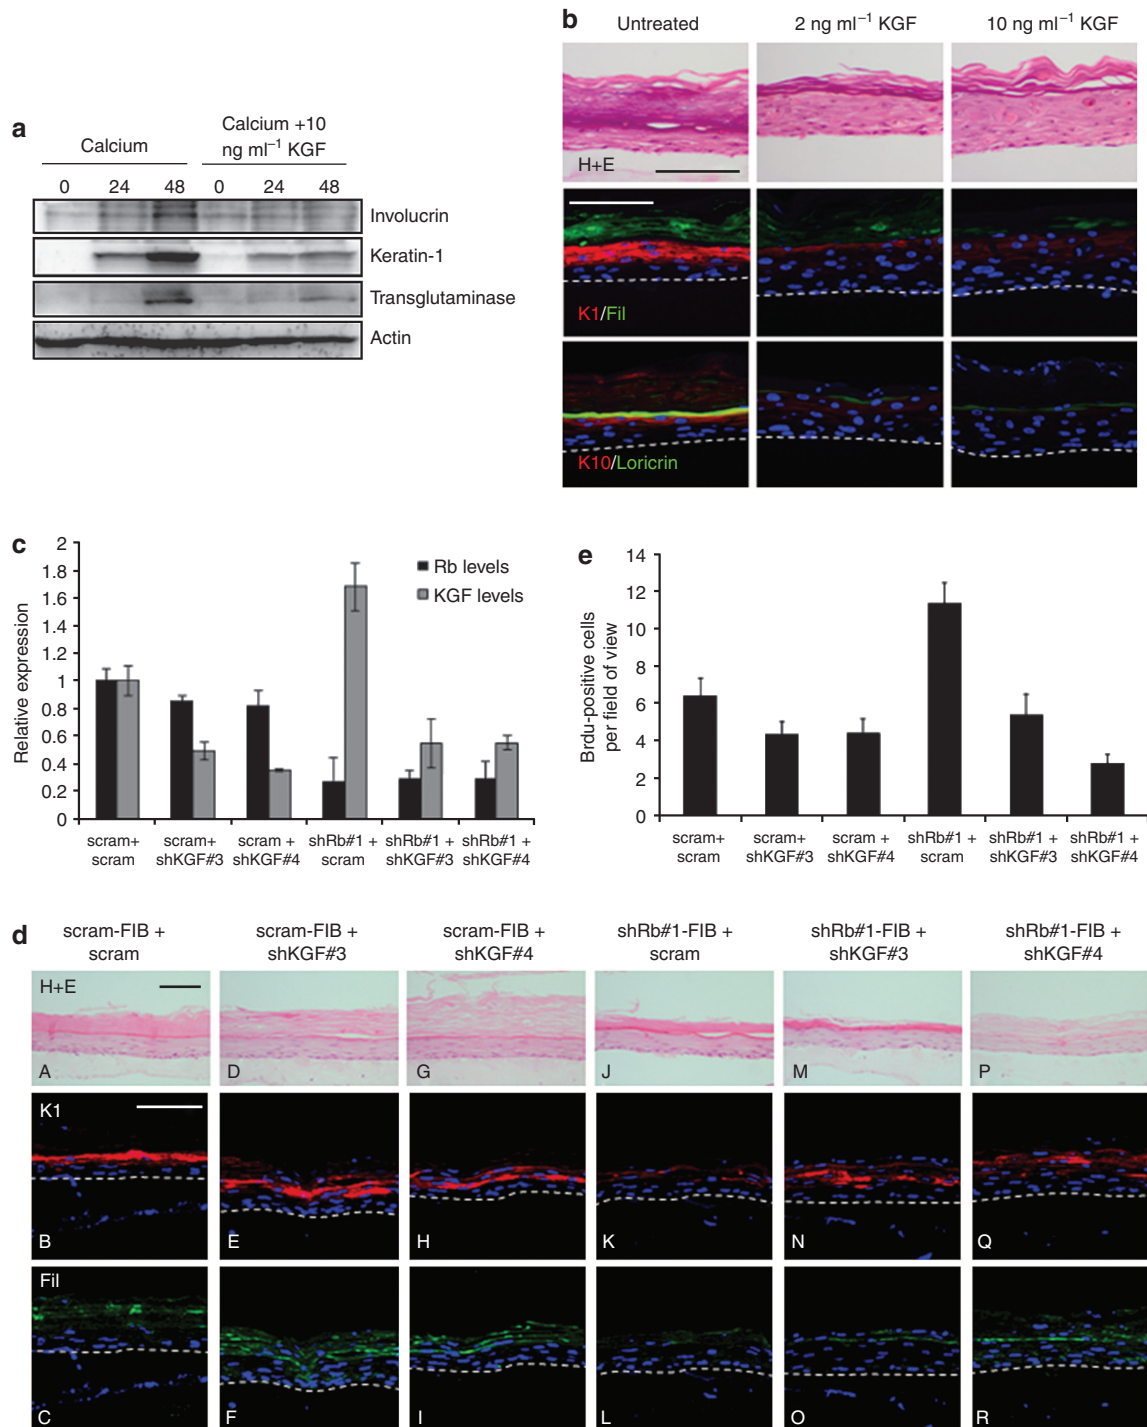 a
Calcium
Calcium +10
ng ml⁻¹ KGF
0 24 48 0 24 48
Involucrin
Keratin-1
Transglutaminase
Actin
b
Untreated 2 ng ml⁻¹ KGF 10 ng ml⁻¹ KGF
H+E
K1/Fil
K10/Loricrin
c
Relative expression
2
1.8
1.6
1.4
1.2
1
0.8
0.6
0.4
0.2
0
Rb levels
KGF levels
scram+
scram
scram+
shKGF#3
scram +
shKGF#4
shRb#1 +
scram
shRb#1 +
shKGF#3
shRb#1 +
shKGF#4
e
Brdu-positive cells
per field of view
14
12
10
8
6
4
2
0
scram+
scram
scram+
shKGF#3
scram +
shKGF#4
shRb#1 +
scram
shRb#1 +
shKGF#3
shRb#1 +
shKGF#4
d
scram-FIB +
scram
scram-FIB +
shKGF#3
scram-FIB +
shKGF#4
shRb#1-FIB +
scram
shRb#1-FIB +
shKGF#3
shRb#1-FIB +
shKGF#4
H+E
A D G J M P
K1
B E H K N Q
Fil
C F I L O R